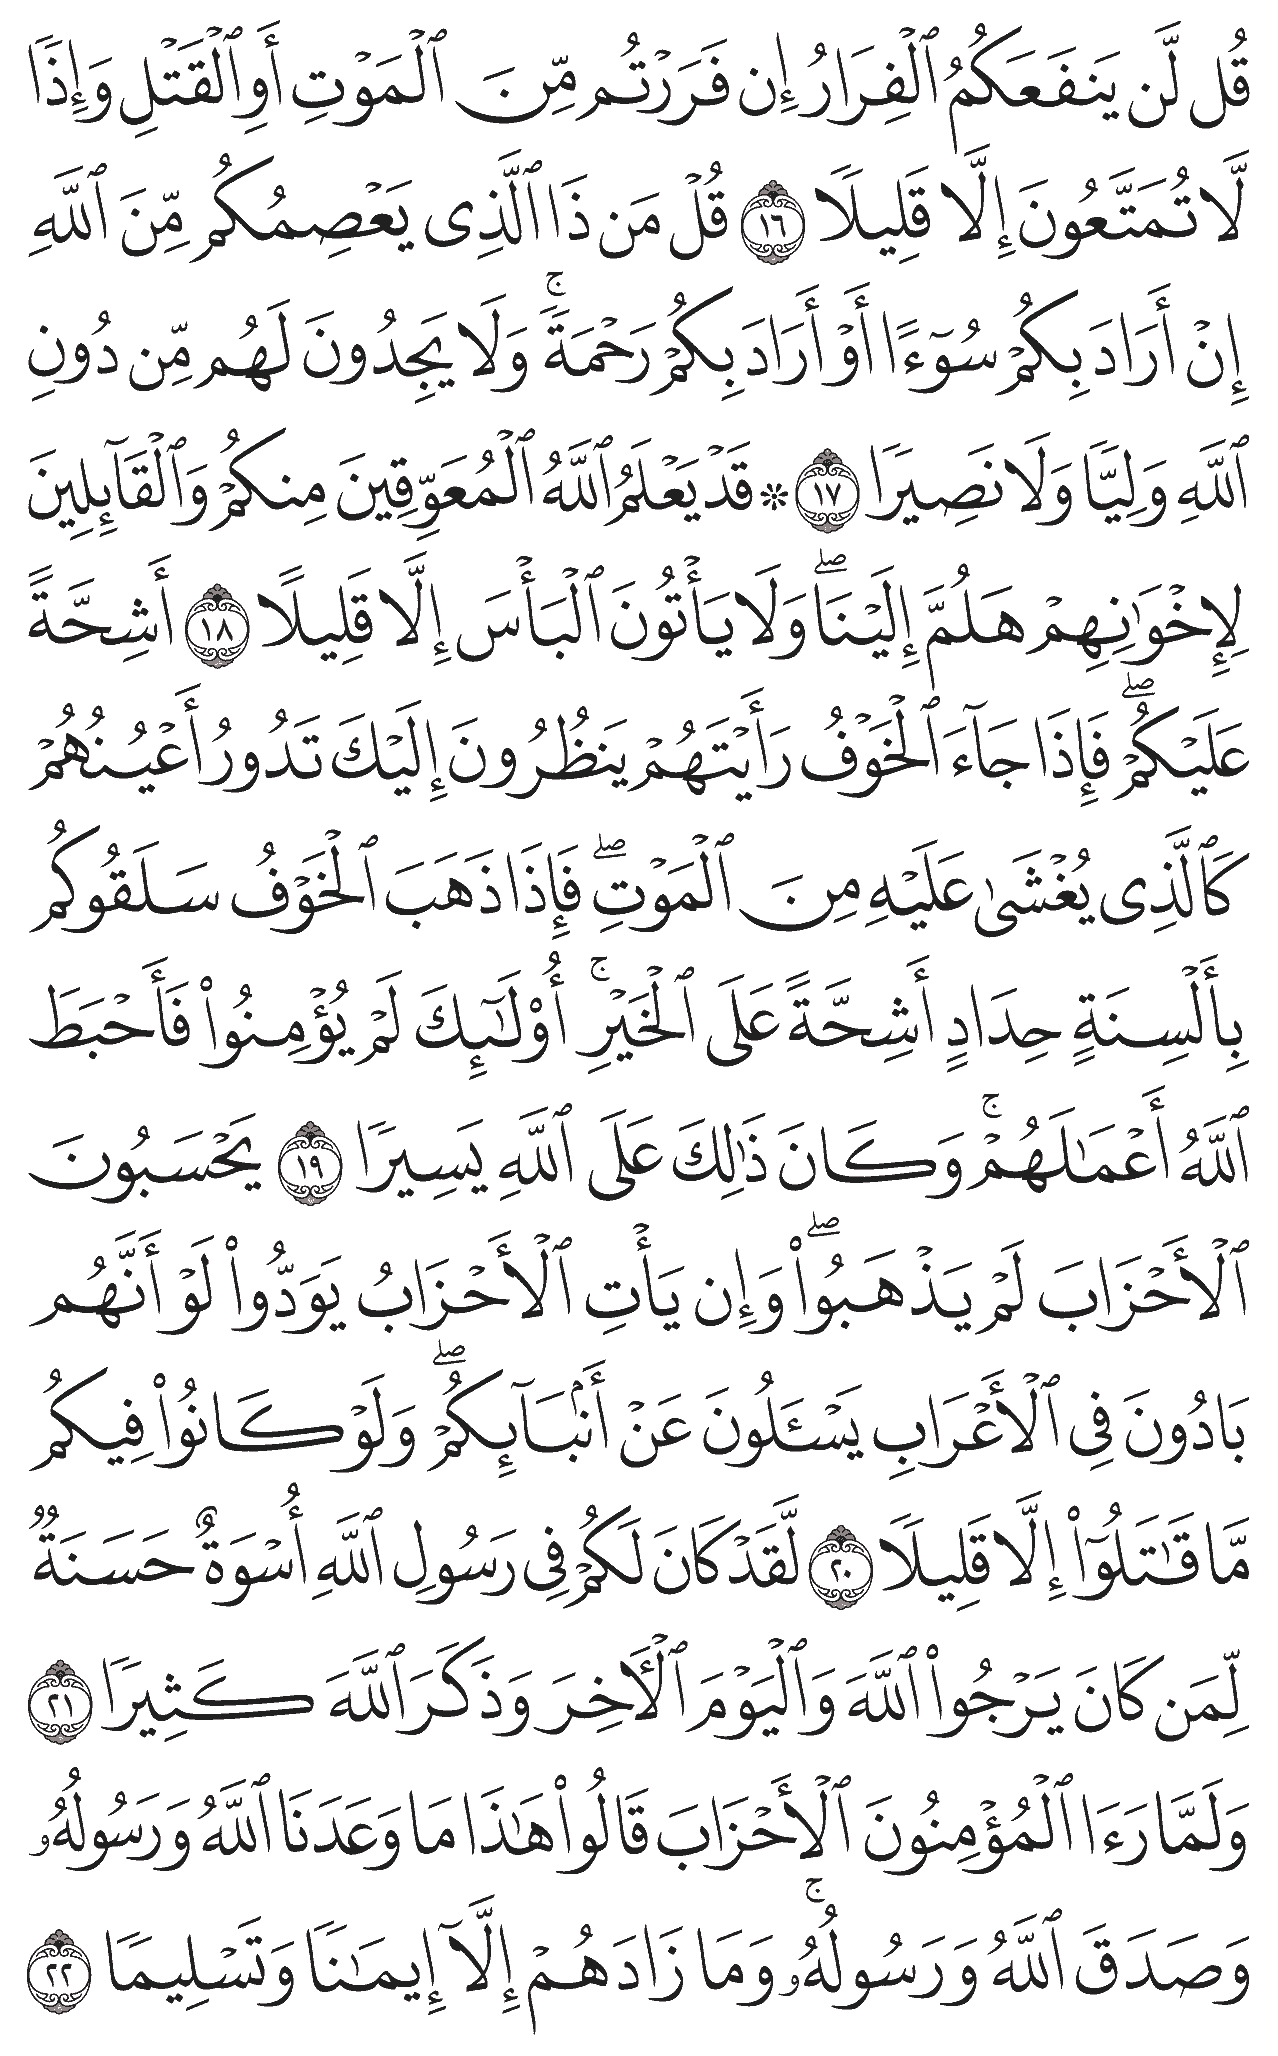 قُل لَّن يَنفَعَكُمُ ٱلْفِرَارُ إِن فَرَرْتُم مِّنَ ٱلْمَوْتِ أَوِ ٱلْقَتْلِ وَإِذًا
لَّا تُمَتَّعُونَ إِلَّا قَلِيلًا ١٦ قُلْ مَن ذَا ٱلَّذِى يَعْصِمُكُم مِّنَ ٱللَّهِ
إِنْ أَرَادَ بِكُمْ سُوٓءًا أَوْ أَرَادَ بِكُمْ رَحْمَةً ۚ وَلَا يَجِدُونَ لَهُم مِّن دُونِ
ٱللَّهِ وَلِيًّا وَلَا نَصِيرًا ١٧ ۞ قَدْ يَعْلَمُ ٱللَّهُ ٱلْمُعَوِّقِينَ مِنكُمْ وَٱلْقَآئِلِينَ
لِإِخْوَٰنِهِمْ هَلُمَّ إِلَيْنَا ۖ وَلَا يَأْتُونَ ٱلْبَأْسَ إِلَّا قَلِيلًا ١٨ أَشِحَّةً
عَلَيْكُمْ ۖ فَإِذَا جَآءَ ٱلْخَوْفُ رَأَيْتَهُمْ يَنظُرُونَ إِلَيْكَ تَدُورُ أَعْيُنُهُمْ
كَٱلَّذِى يُغْشَىٰ عَلَيْهِ مِنَ ٱلْمَوْتِ ۖ فَإِذَا ذَهَبَ ٱلْخَوْفُ سَلَقُوكُم
بِأَلْسِنَةٍ حِدَادٍ أَشِحَّةً عَلَى ٱلْخَيْرِ ۚ أُو۟لَٰٓئِكَ لَمْ يُؤْمِنُوا۟ فَأَحْبَطَ
ٱللَّهُ أَعْمَٰلَهُمْ ۚ وَكَانَ ذَٰلِكَ عَلَى ٱللَّهِ يَسِيرًا ١٩ يَحْسَبُونَ
ٱلْأَحْزَابَ لَمْ يَذْهَبُوا۟ ۖ وَإِن يَأْتِ ٱلْأَحْزَابُ يَوَدُّوا۟ لَوْ أَنَّهُم
بَادُونَ فِى ٱلْأَعْرَابِ يَسْـَٔلُونَ عَنْ أَنۢبَآئِكُمْ ۖ وَلَوْ كَانُوا۟ فِيكُم
مَّا قَٰتَلُوٓا۟ إِلَّا قَلِيلًا ٢٠ لَّقَدْ كَانَ لَكُمْ فِى رَسُولِ ٱللَّهِ أُسْوَةٌ حَسَنَةٌ
لِّمَن كَانَ يَرْجُوا۟ ٱللَّهَ وَٱلْيَوْمَ ٱلْـَٔاخِرَ وَذَكَرَ ٱللَّهَ كَثِيرًا ٢١
وَلَمَّا رَءَا ٱلْمُؤْمِنُونَ ٱلْأَحْزَابَ قَالُوا۟ هَٰذَا مَا وَعَدَنَا ٱللَّهُ وَرَسُولُهُۥ
وَصَدَقَ ٱللَّهُ وَرَسُولُهُۥ ۚ وَمَا زَادَهُمْ إِلَّآ إِيمَٰنًا وَتَسْلِيمًا ٢٢